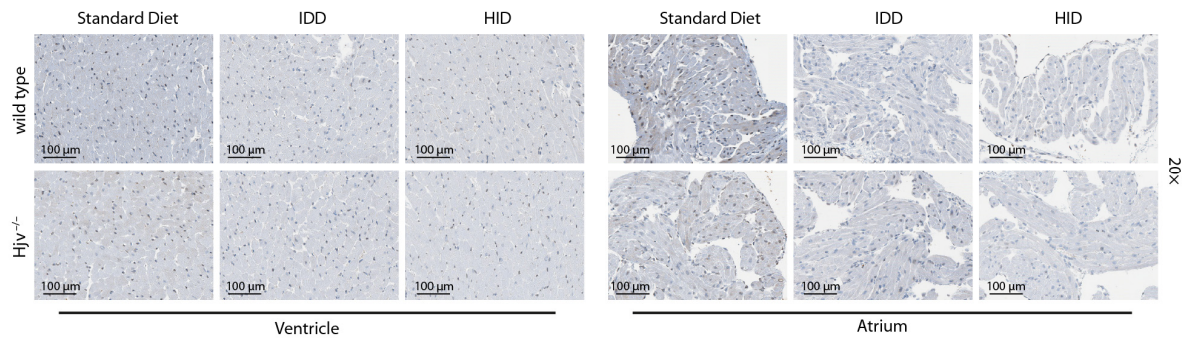 Standard Diet IDD HID Standard Diet IDD HID
wild type
100 µm 100 µm 100 µm 100 µm 100 µm 100 µm
20×
Hjv⁻/⁻
100 µm 100 µm 100 µm 100 µm 100 µm 100 µm
Ventricle Atrium